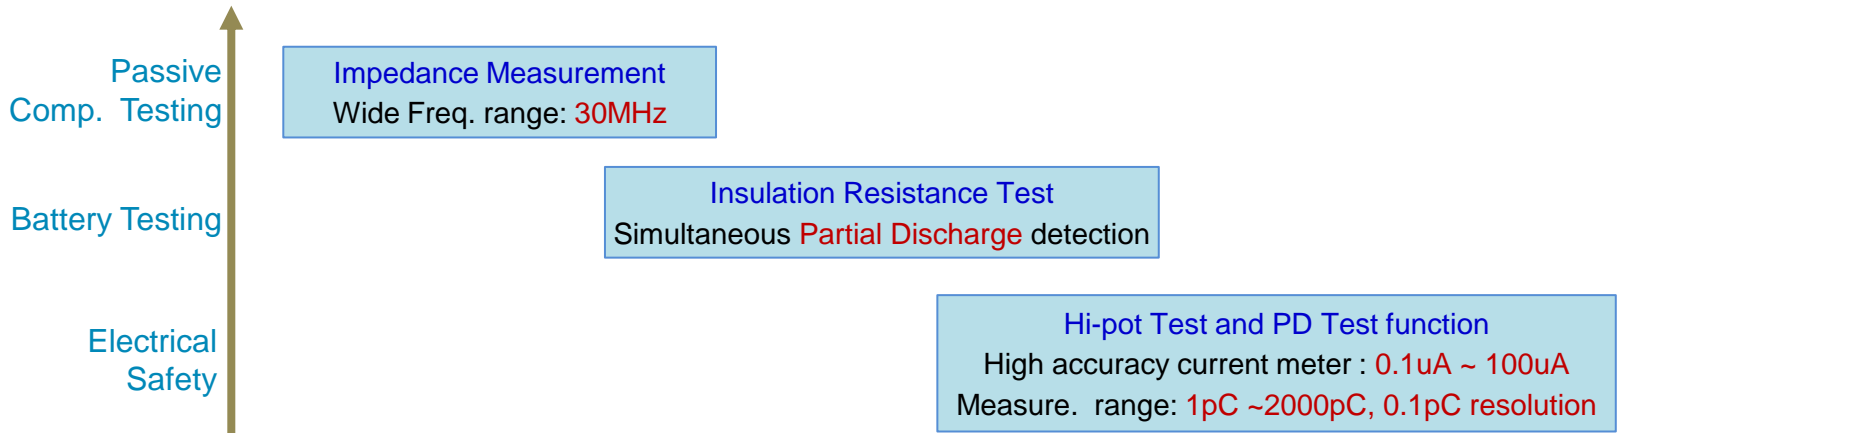 Passive
Comp. Testing
Impedance Measurement
Wide Freq. range: 30MHz
Battery Testing
Insulation Resistance Test
Simultaneous Partial Discharge detection
Electrical
Safety
Hi-pot Test and PD Test function
High accuracy current meter : 0.1uA ~ 100uA
Measure. range: 1pC ~2000pC, 0.1pC resolution